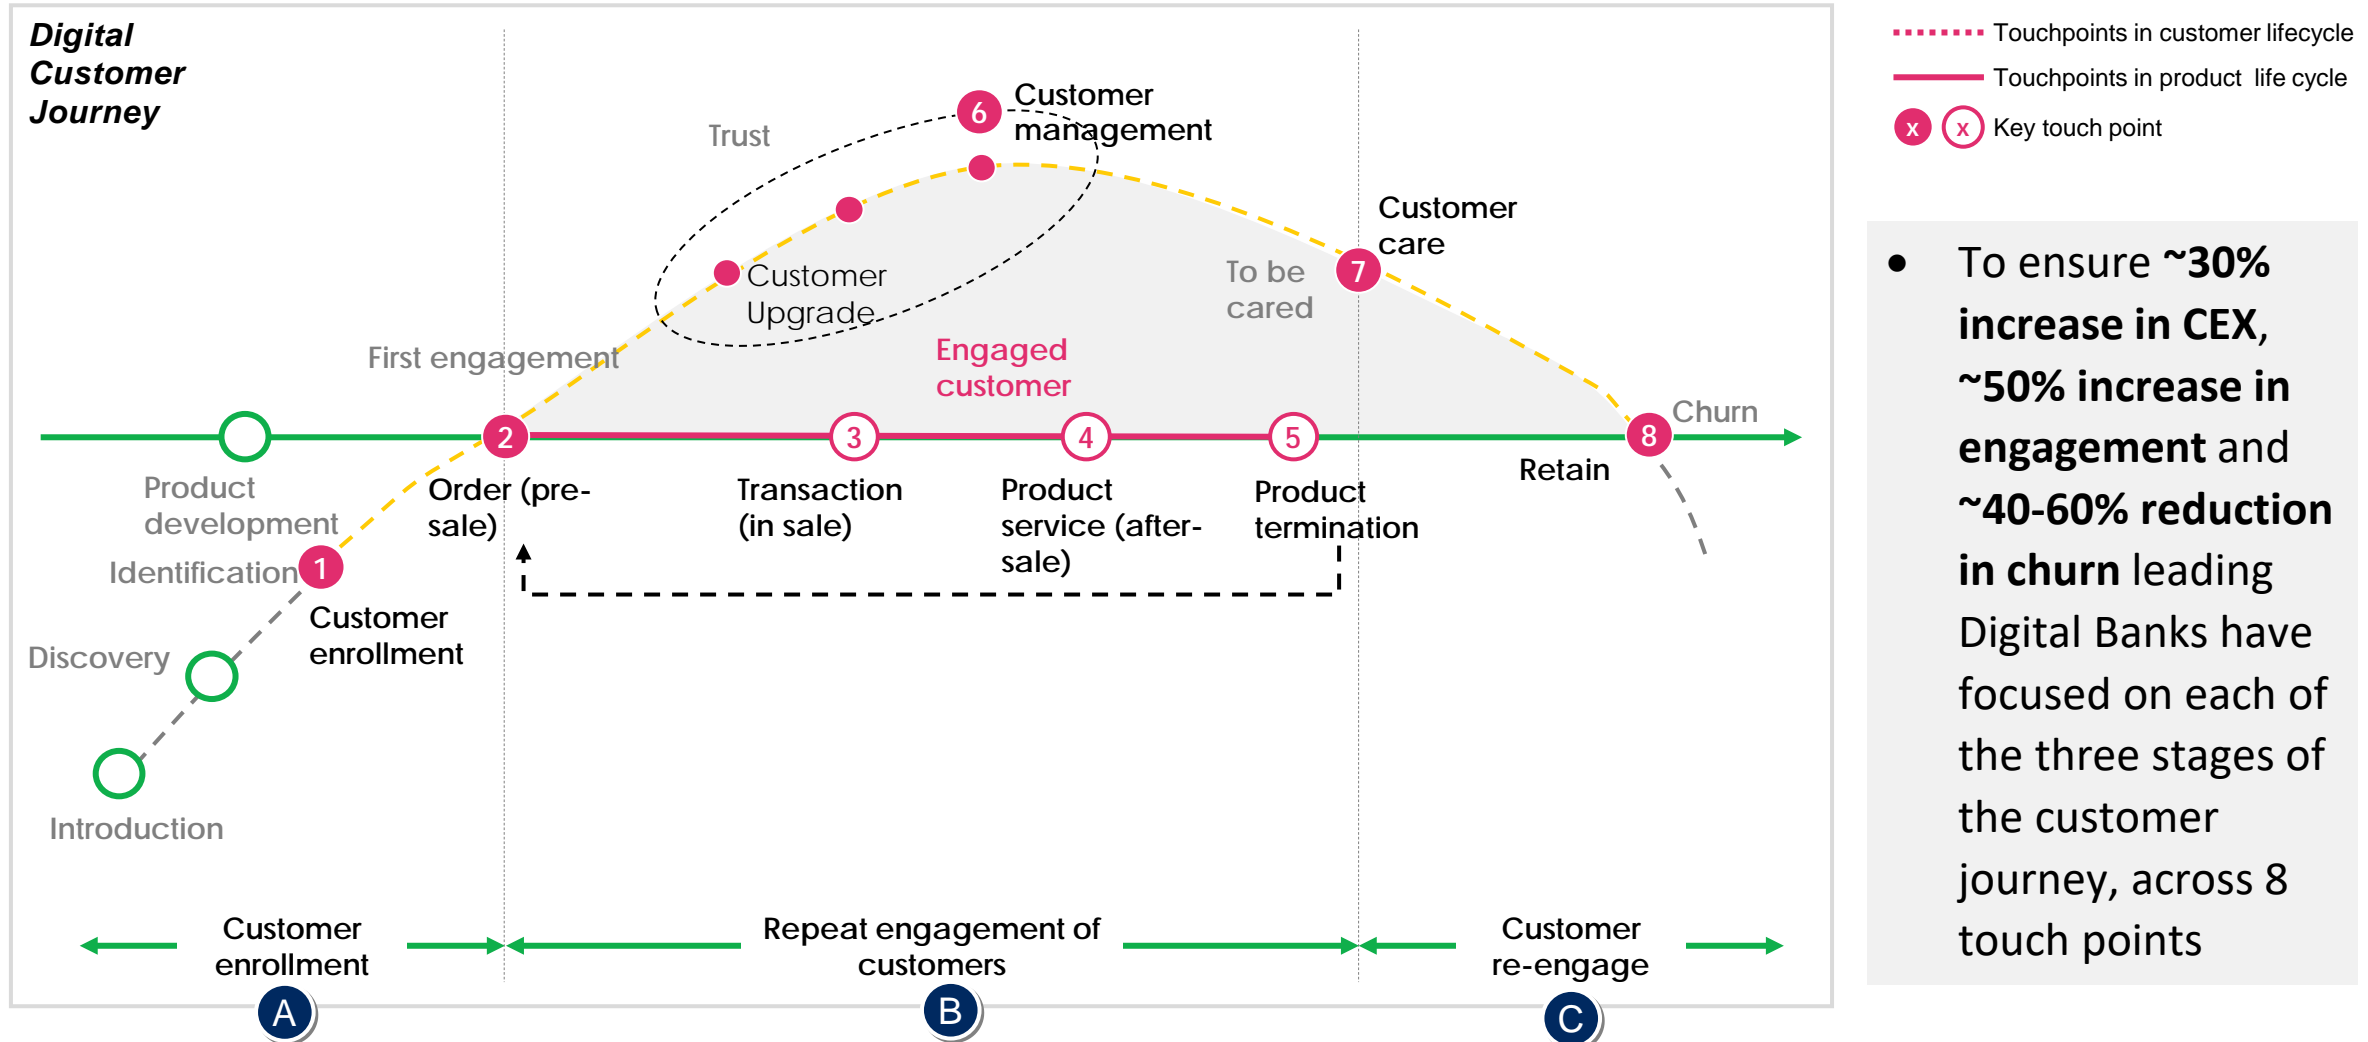 Digital
Customer
Journey
Touchpoints in customer lifecycle
Touchpoints in product life cycle
x x Key touch point
6
Customer
management
Trust
Customer
Upgrade
Customer
care
7
To be
cared
First engagement
Engaged
customer
2
3
4
5
8
Churn
Product
development
Order (pre-
sale)
Transaction
(in sale)
Product
service (after-
sale)
Product
termination
Retain
Identification
1
Customer
enrollment
Discovery
Introduction
Customer
enrollment
A
Repeat engagement of
customers
B
Customer
re-engage
C
• To ensure ~30%
increase in CEX,
~50% increase in
engagement and
~40-60% reduction
in churn leading
Digital Banks have
focused on each of
the three stages of
the customer
journey, across 8
touch points